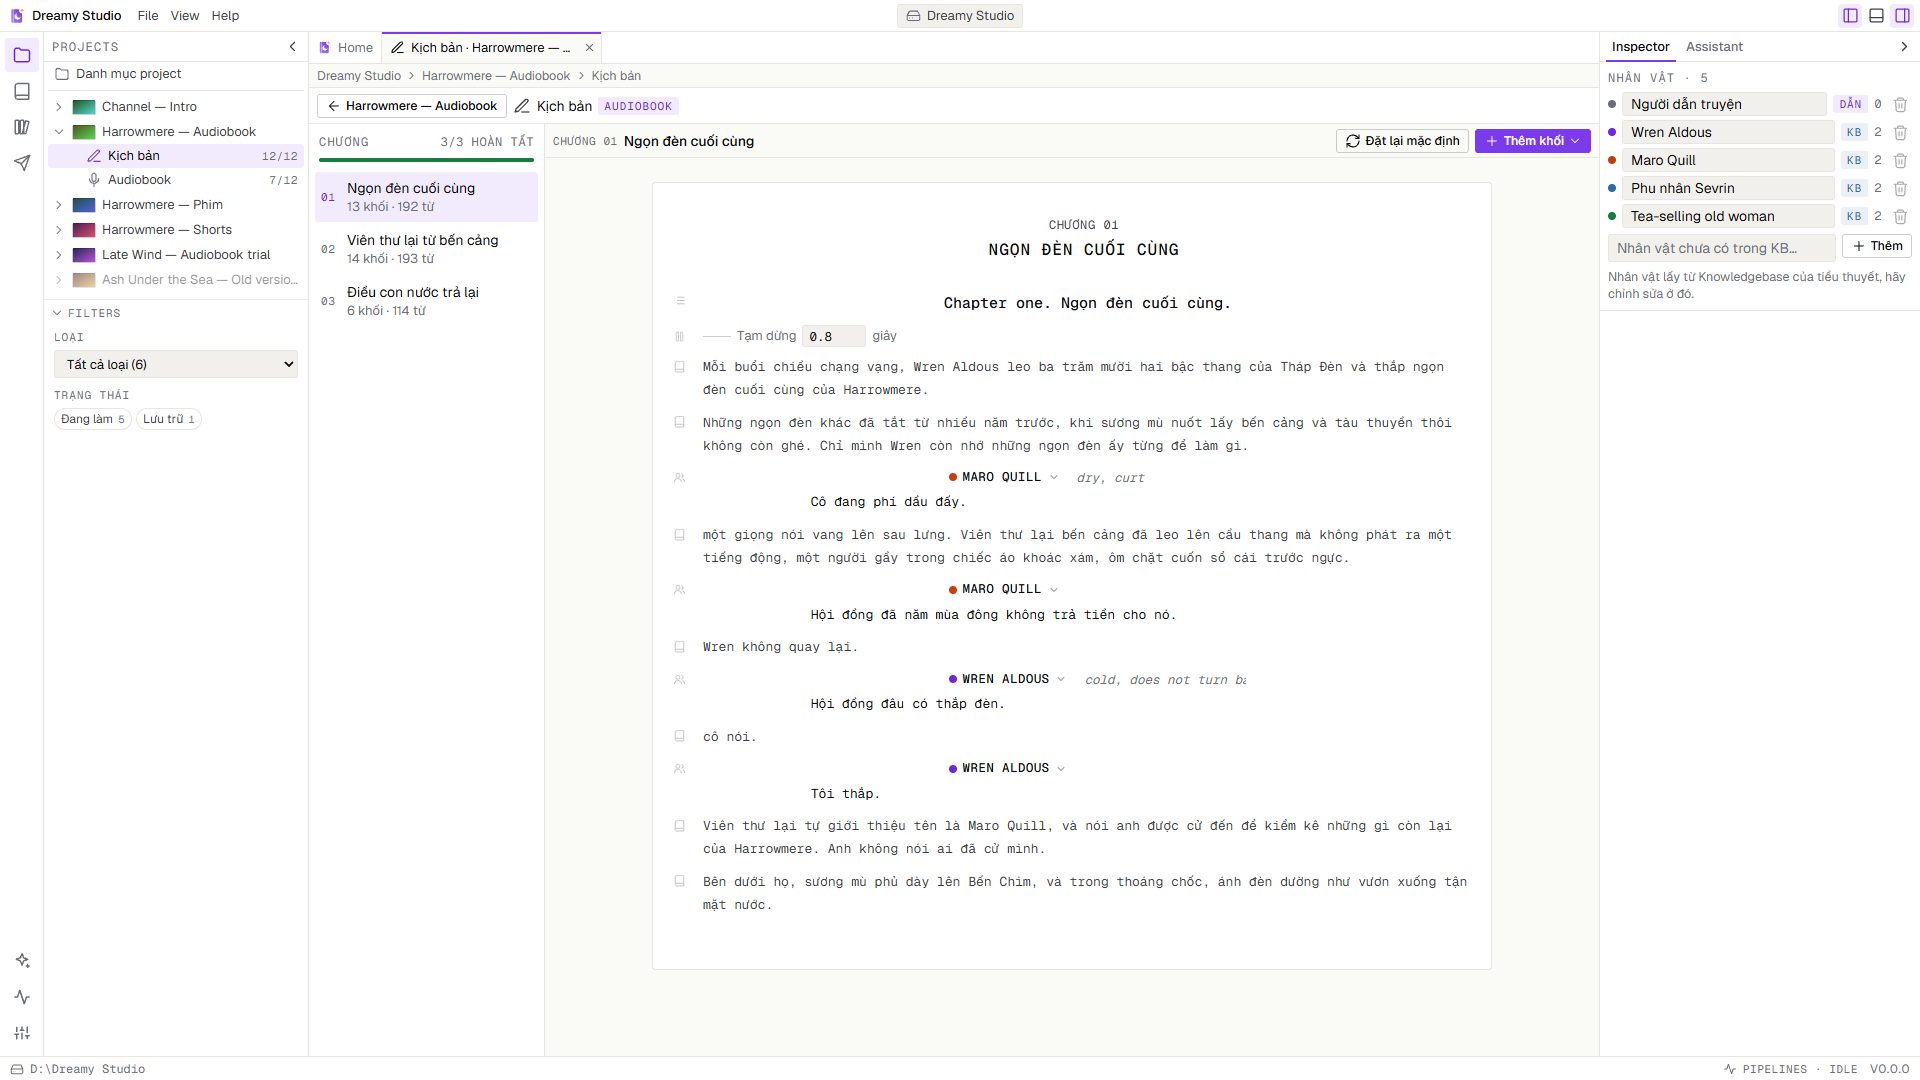 Dreamy Studio File View Help
Dreamy Studio
PROJECTS
Danh mục project
Channel — Intro
Harrowmere — Audiobook
Kịch bản 12/12
Audiobook 7/12
Harrowmere — Phim
Harrowmere — Shorts
Late Wind — Audiobook trial
Ash Under the Sea — Old versio…
FILTERS
LOẠI
Tất cả loại (6)
TRẠNG THÁI
Đang làm 5 Lưu trữ 1
Home Kịch bản · Harrowmere — …
Dreamy Studio > Harrowmere — Audiobook > Kịch bản
Harrowmere — Audiobook Kịch bản AUDIOBOOK
CHƯƠNG 3/3 HOÀN TẤT
01 Ngọn đèn cuối cùng
13 khối · 192 từ
02 Viên thư lại từ bến cảng
14 khối · 193 từ
03 Điều con nước trả lại
6 khối · 114 từ
CHƯƠNG 01 Ngọn đèn cuối cùng Đặt lại mặc định Thêm khối
CHƯƠNG 01
NGỌN ĐÈN CUỐI CÙNG
Chapter one. Ngọn đèn cuối cùng.
Tạm dừng 0.8 giây
Mỗi buổi chiều chạng vạng, Wren Aldous leo ba trăm mười hai bậc thang của Tháp Đèn và thắp ngọn
đèn cuối cùng của Harrowmere.
Những ngọn đèn khác đã tắt từ nhiều năm trước, khi sương mù nuốt lấy bến cảng và tàu thuyền thôi
không còn ghé. Chỉ mình Wren còn nhớ những ngọn đèn ấy từng để làm gì.
MARO QUILL dry, curt
Cô đang phí dầu đấy.
một giọng nói vang lên sau lưng. Viên thư lại bến cảng đã leo lên cầu thang mà không phát ra một
tiếng động, một người gầy trong chiếc áo khoác xám, ôm chặt cuốn sổ cái trước ngực.
MARO QUILL
Hội đồng đã năm mùa đông không trả tiền cho nó.
Wren không quay lại.
WREN ALDOUS cold, does not turn ba
Hội đồng đâu có thắp đèn.
cô nói.
WREN ALDOUS
Tôi thắp.
Viên thư lại tự giới thiệu tên là Maro Quill, và nói anh được cử đến để kiểm kê những gì còn lại
của Harrowmere. Anh không nói ai đã cử mình.
Bên dưới họ, sương mù phủ dày lên Bến Chìm, và trong thoáng chốc, ánh đèn dường như vươn xuống tận
mặt nước.
Inspector Assistant
NHÂN VẬT · 5
Người dẫn truyện DẪN 0
Wren Aldous KB 2
Maro Quill KB 2
Phu nhân Sevrin KB 2
Tea-selling old woman KB 2
Nhân vật chưa có trong KB… Thêm
Nhân vật lấy từ Knowledgebase của tiểu thuyết, hãy
chỉnh sửa ở đó.
D:\Dreamy Studio
PIPELINES · IDLE V0.0.0